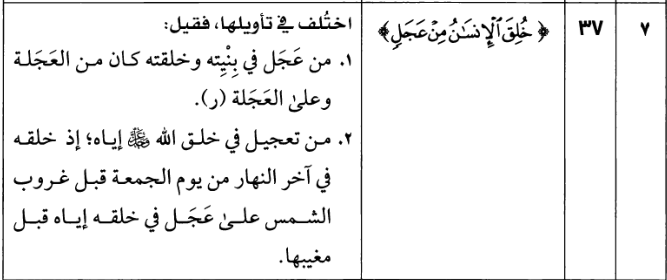 ٧
٣٧
﴿ خُلِقَ ٱلْإِنسَٰنُ مِنْ عَجَلٍ ﴾
اختُلف في تأويلها، فقيل:
١. من عَجَل في بِنْيِته وخلقته كان من العَجَلة
وعلىٰ العَجَلة (ر).
٢. من تعجيل في خلق الله ﷻ إياه؛ إذ خلقه
في آخر النهار من يوم الجمعة قبل غروب
الشمس علىٰ عَجَل في خلقه إياه قبل
مغيبها.